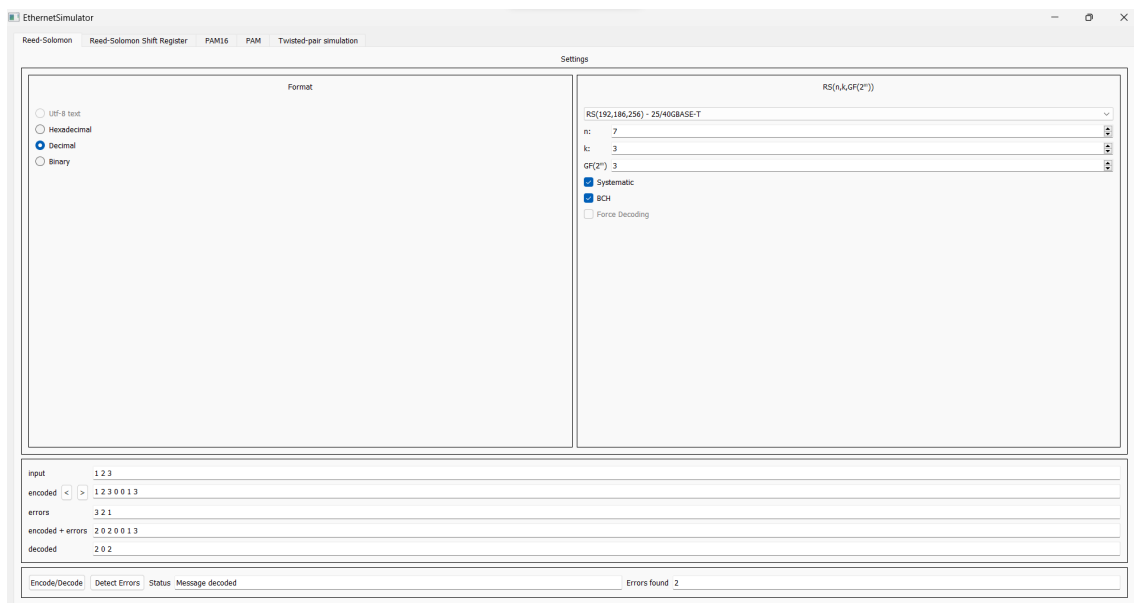 EthernetSimulator
Reed-Solomon Reed-Solomon Shift Register PAM16 PAM Twisted-pair simulation
Settings
Format
Utf-8 text
Hexadecimal
Decimal
Binary
RS(n,k,GF(2ᵐ))
RS(192,186,256) - 25/40GBASE-T
n: 7
k: 3
GF(2ᵐ) 3
Systematic
BCH
Force Decoding
input 1 2 3
encoded < > 1 2 3 0 0 1 3
errors 3 2 1
encoded + errors 2 0 2 0 0 1 3
decoded 2 0 2
Encode/Decode Detect Errors Status Message decoded Errors found 2